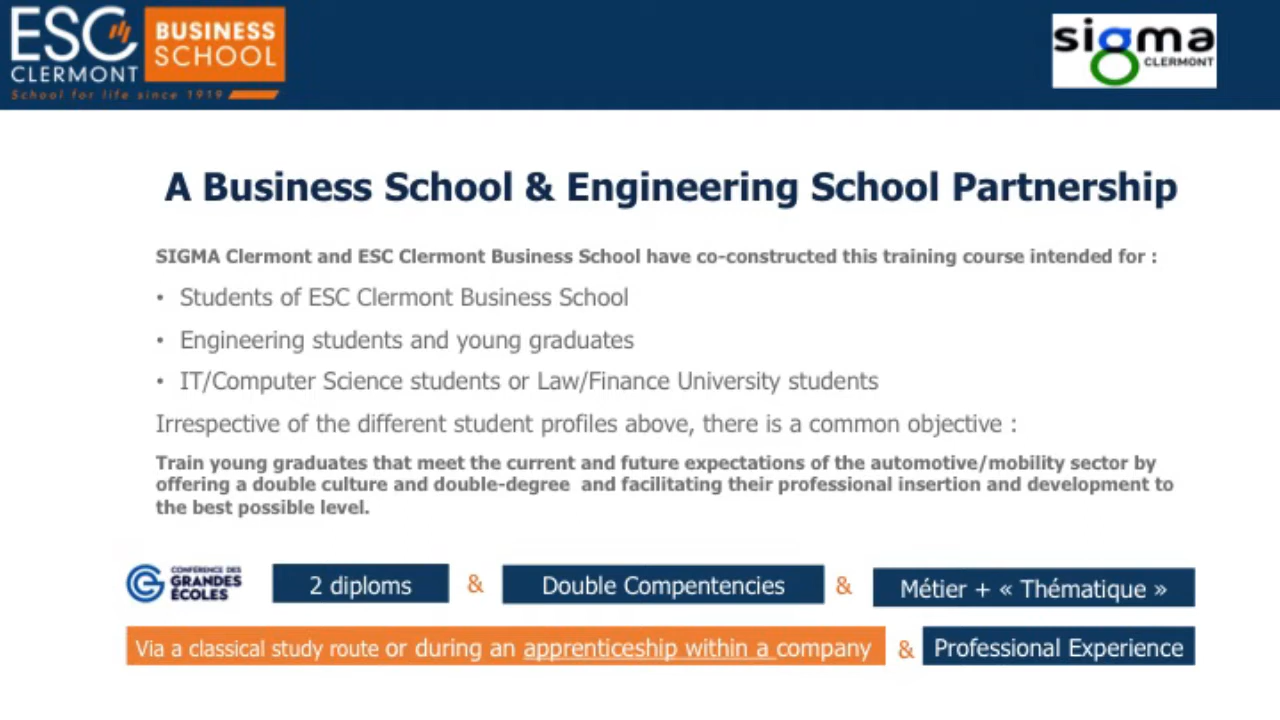 ESC
CLERMONT
BUSINESS
SCHOOL
School for life since 1919
sigma
CLERMONT
A Business School & Engineering School Partnership
SIGMA Clermont and ESC Clermont Business School have co-constructed this training course intended for :
• Students of ESC Clermont Business School
• Engineering students and young graduates
• IT/Computer Science students or Law/Finance University students
Irrespective of the different student profiles above, there is a common objective :
Train young graduates that meet the current and future expectations of the automotive/mobility sector by
offering a double culture and double-degree and facilitating their professional insertion and development to
the best possible level.
CONFÉRENCE DES
GRANDES
ÉCOLES
2 diploms
&
Double Compentencies
&
Métier + « Thématique »
Via a classical study route or during an apprenticeship within a company
&
Professional Experience